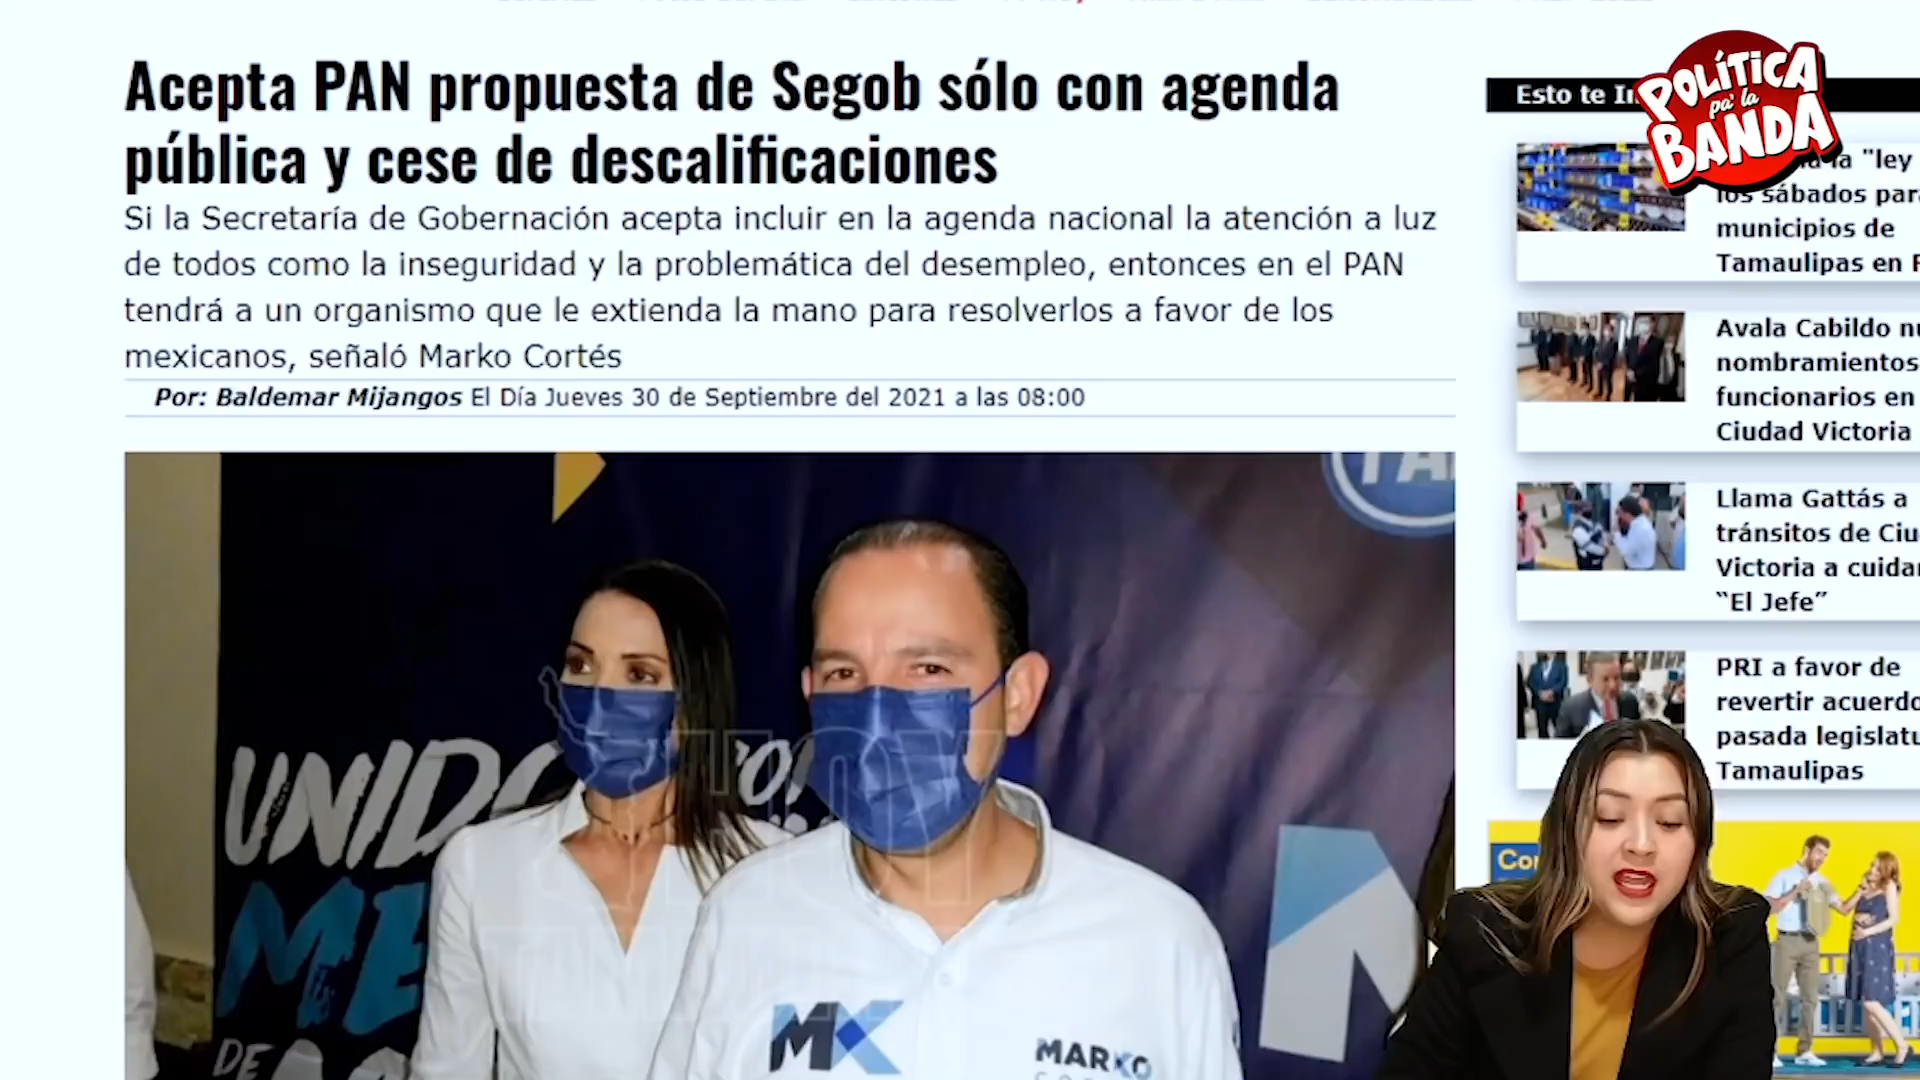 Acepta PAN propuesta de Segob sólo con agenda
pública y cese de descalificaciones
Si la Secretaría de Gobernación acepta incluir en la agenda nacional la atención a luz
de todos como la inseguridad y la problemática del desempleo, entonces en el PAN
tendrá a un organismo que le extienda la mano para resolverlos a favor de los
mexicanos, señaló Marko Cortés
Por: Baldemar Mijangos El Día Jueves 30 de Septiembre del 2021 a las 08:00
POLÍTICA
pa' la
BANDA
Esto te
la "ley
los sábados
municipios de
Tamaulipas en
Avala Cabildo
nombramientos
funcionarios en
Ciudad Victoria
Llama Gattás a
tránsitos de
Victoria a
“El Jefe”
PRI a favor de
revertir
pasada
Tamaulipas
HOY
DE
MX
MARKO